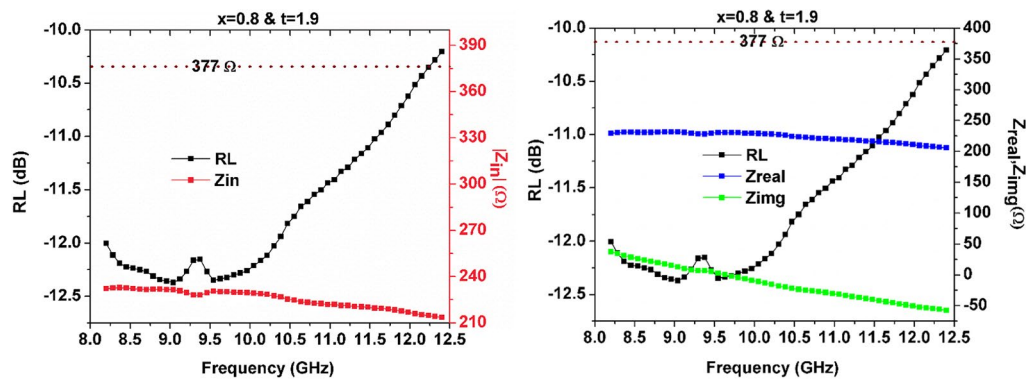 x=0.8 & t=1.9
-10.0
-10.5
-11.0
-11.5
-12.0
-12.5
RL (dB)
377 Ω
RL
Zin
390
360
330
300
270
240
210
|Zin| (Ω)
8.0 8.5 9.0 9.5 10.0 10.5 11.0 11.5 12.0 12.5
Frequency (GHz)
x=0.8 & t=1.9
-10.0
-10.5
-11.0
-11.5
-12.0
-12.5
RL (dB)
377 Ω
RL
Zreal
Zimg
400
350
300
250
200
150
100
50
0
-50
Zreal,Zimg(Ω)
8.0 8.5 9.0 9.5 10.0 10.5 11.0 11.5 12.0 12.5
Frequency (GHz)